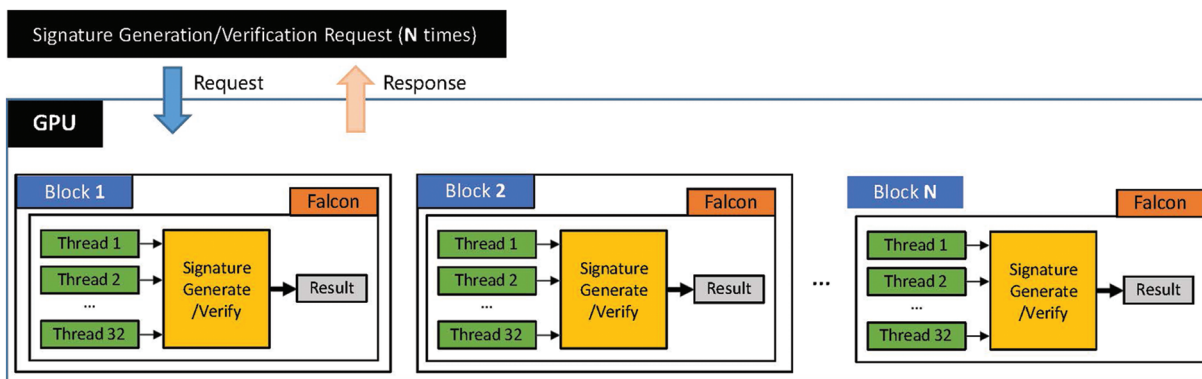 Signature Generation/Verification Request (N times)
Request
Response
GPU
Block 1
Falcon
Thread 1
Thread 2
...
Thread 32
Signature
Generate
/Verify
Result
Block 2
Falcon
Thread 1
Thread 2
...
Thread 32
Signature
Generate
/Verify
Result
...
Block N
Falcon
Thread 1
Thread 2
...
Thread 32
Signature
Generate
/Verify
Result